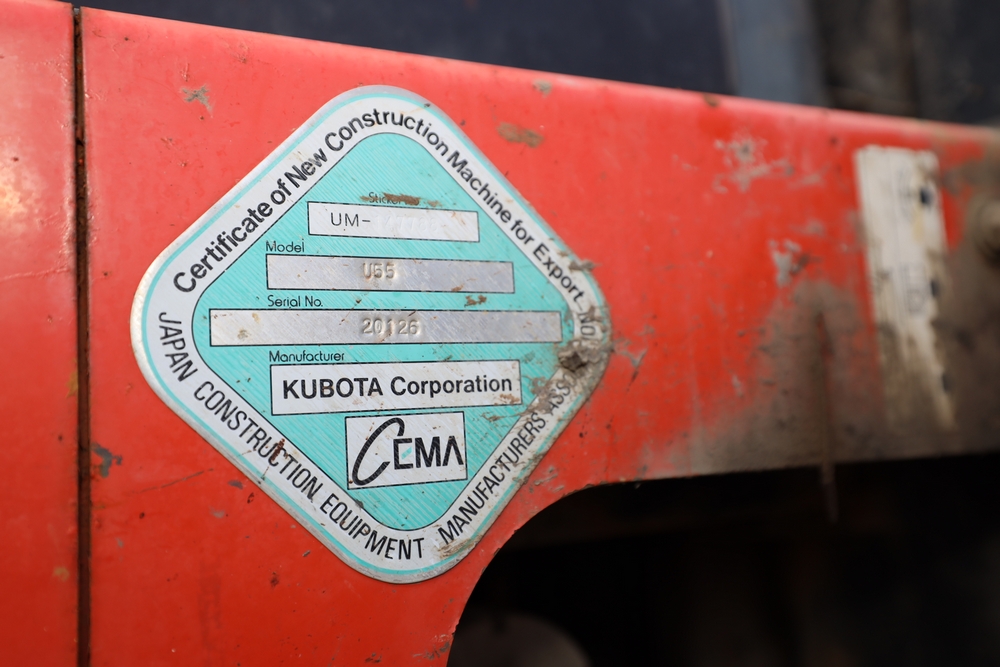 Certificate of New Construction Machine for Export
Sticker No.
UM-
Model
U55
Serial No.
20126
Manufacturer
KUBOTA Corporation
CEMA
JAPAN CONSTRUCTION EQUIPMENT MANUFACTURERS ASS